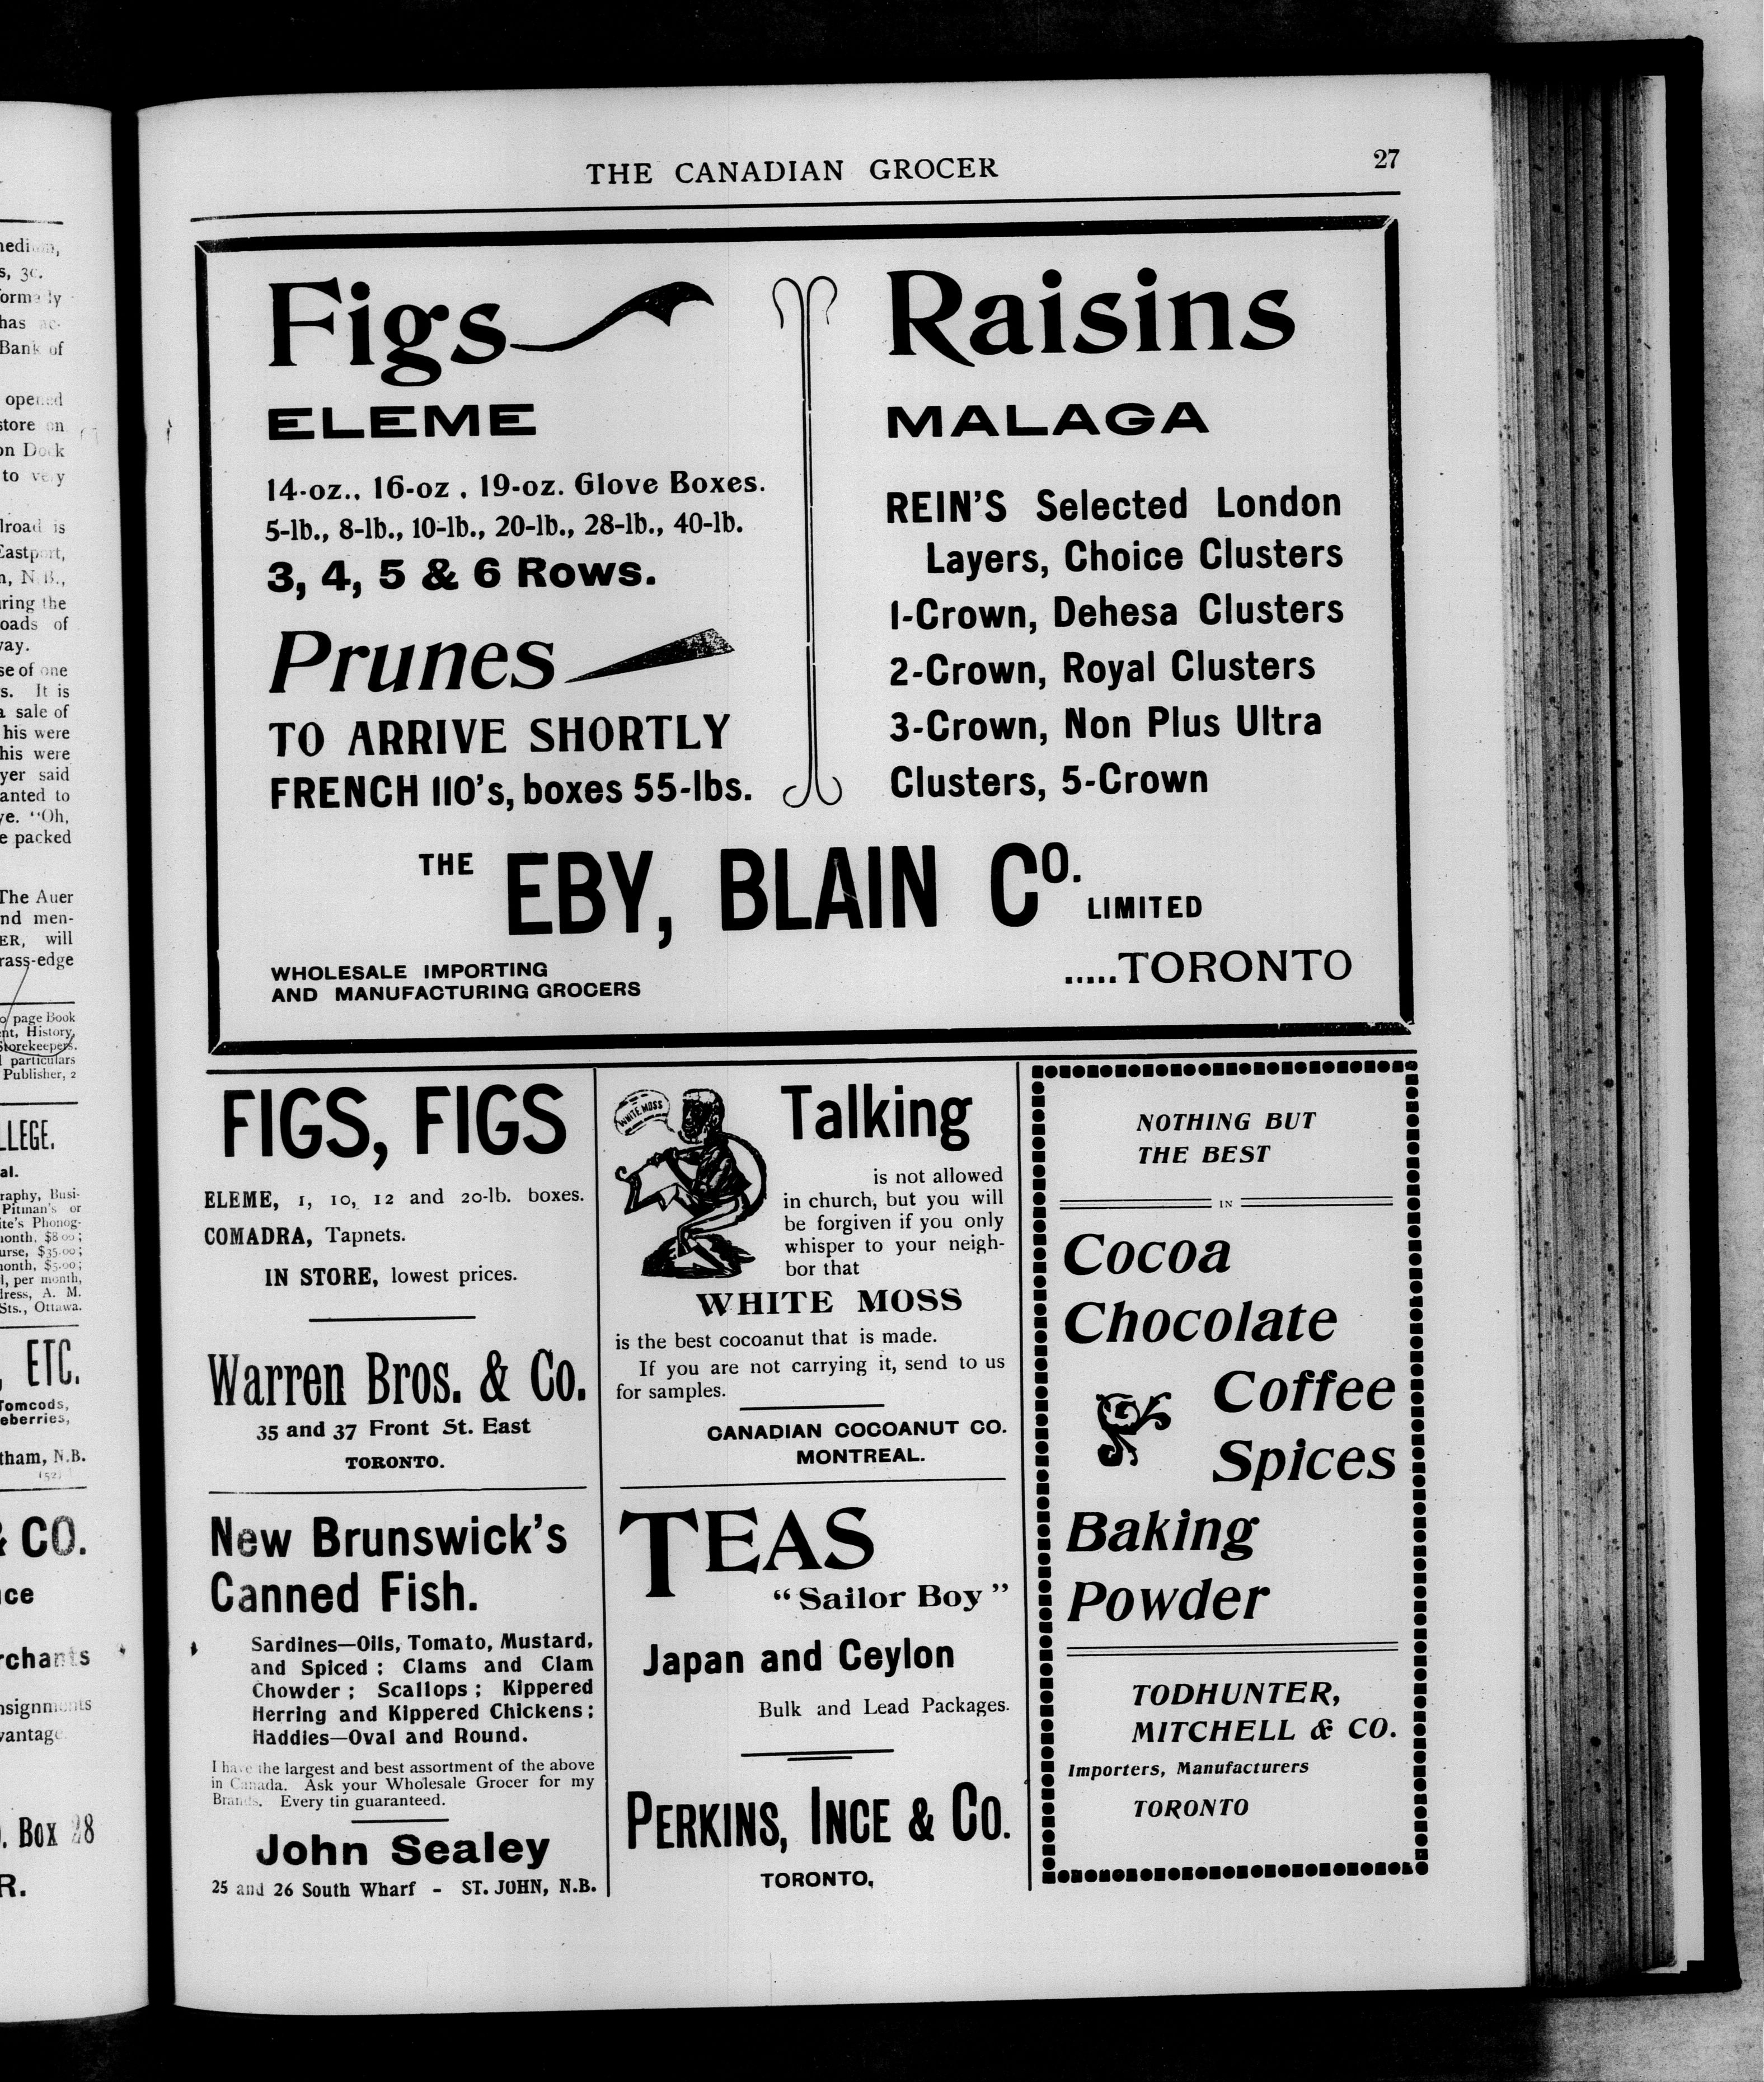 THE CANADIAN GROCER
27
Figs
ELEME
14-oz., 16-oz , 19-oz. Glove Boxes.
5-lb., 8-lb., 10-lb., 20-lb., 28-lb., 40-lb.
3, 4, 5 & 6 Rows.
Prunes
TO ARRIVE SHORTLY
FRENCH 110's, boxes 55-lbs.
Raisins
MALAGA
REIN'S Selected London
Layers, Choice Clusters
1-Crown, Dehesa Clusters
2-Crown, Royal Clusters
3-Crown, Non Plus Ultra
Clusters, 5-Crown
THE EBY, BLAIN CO. LIMITED
WHOLESALE IMPORTING
AND MANUFACTURING GROCERS
.....TORONTO
FIGS, FIGS
ELEME, 1, 10, 12 and 20-lb. boxes.
COMADRA, Tapnets.
IN STORE, lowest prices.
Warren Bros. & Co.
35 and 37 Front St. East
TORONTO.
New Brunswick's
Canned Fish.
Sardines—Oils, Tomato, Mustard,
and Spiced ; Clams and Clam
Chowder ; Scallops ; Kippered
Herring and Kippered Chickens ;
Haddies—Oval and Round.
I have the largest and best assortment of the above
in Canada. Ask your Wholesale Grocer for my
Brands. Every tin guaranteed.
John Sealey
25 and 26 South Wharf - ST. JOHN, N.B.
WHITE MOSS
Talking
is not allowed
in church, but you will
be forgiven if you only
whisper to your neigh-
bor that
WHITE MOSS
is the best cocoanut that is made.
If you are not carrying it, send to us
for samples.
CANADIAN COCOANUT CO.
MONTREAL.
TEAS
"Sailor Boy"
Japan and Ceylon
Bulk and Lead Packages.
PERKINS, INCE & CO.
TORONTO,
NOTHING BUT
THE BEST
IN
Cocoa
Chocolate
Coffee
Spices
Baking
Powder
TODHUNTER,
MITCHELL & CO.
Importers, Manufacturers
TORONTO